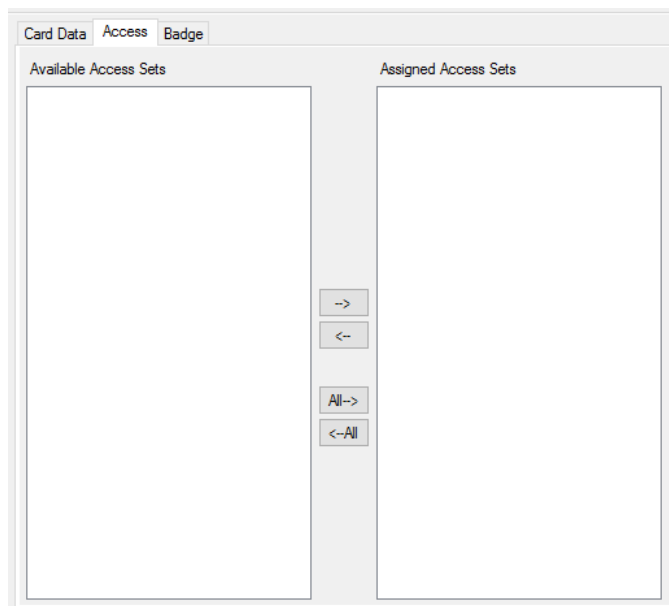 Card Data Access Badge
Available Access Sets
Assigned Access Sets
-->
<--
All-->
<--All